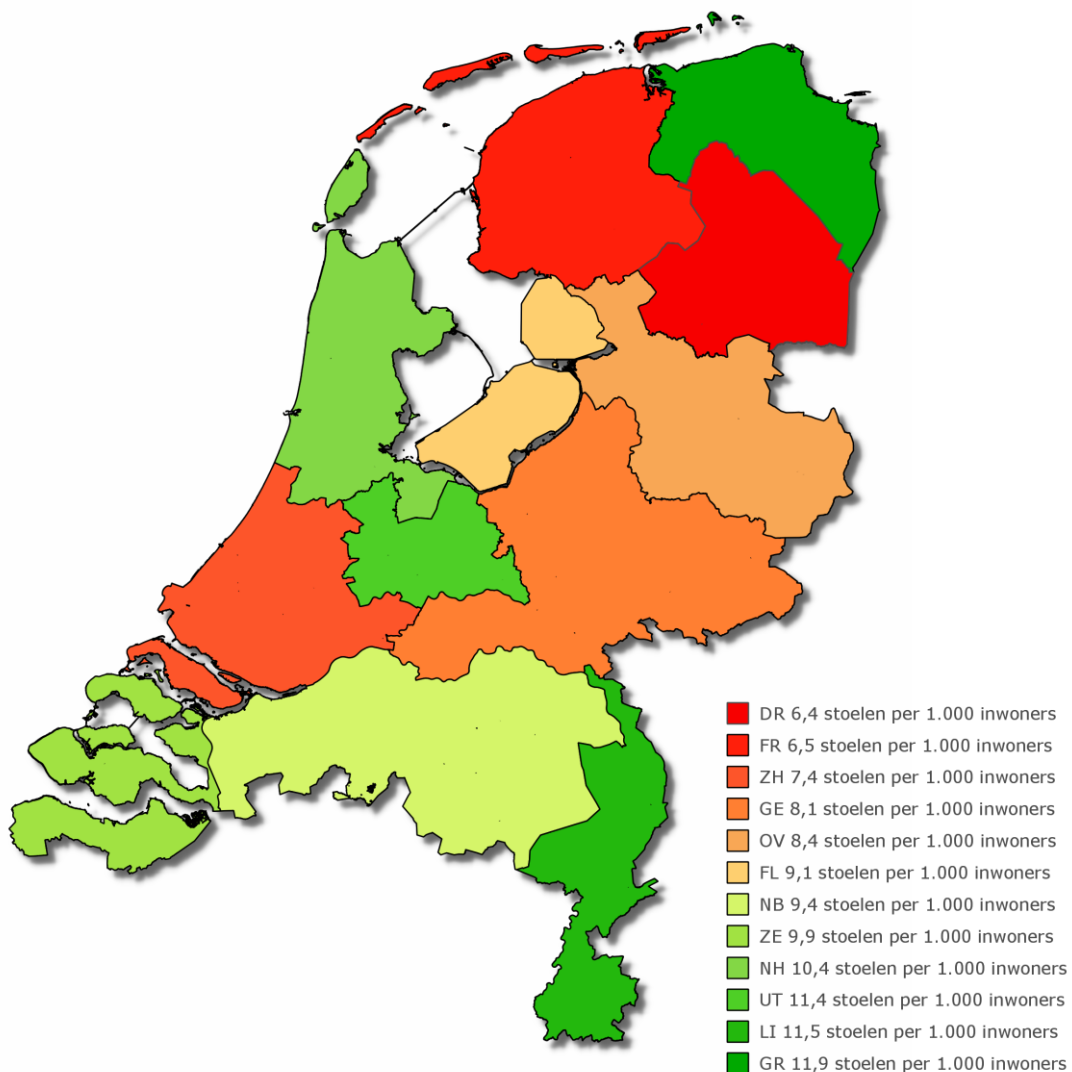 DR 6,4 stoelen per 1.000 inwoners
FR 6,5 stoelen per 1.000 inwoners
ZH 7,4 stoelen per 1.000 inwoners
GE 8,1 stoelen per 1.000 inwoners
OV 8,4 stoelen per 1.000 inwoners
FL 9,1 stoelen per 1.000 inwoners
NB 9,4 stoelen per 1.000 inwoners
ZE 9,9 stoelen per 1.000 inwoners
NH 10,4 stoelen per 1.000 inwoners
UT 11,4 stoelen per 1.000 inwoners
LI 11,5 stoelen per 1.000 inwoners
GR 11,9 stoelen per 1.000 inwoners